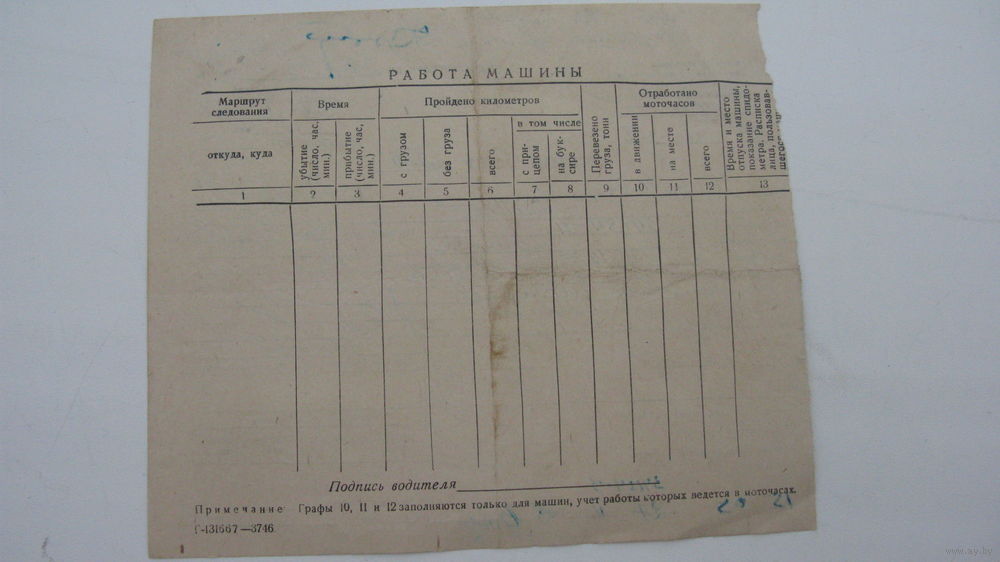 РАБОТА МАШИНЫ
Маршрут
следования
Время
Пройдено километров
Перевезено
груза, тонн
Отработано
моточасов
Время и место
отпуска машины,
показание спидо-
метра. Расписка
лица, пользовав-
откуда, куда
убытие
(число, час,
мин.)
прибытие
(число, час,
мин.)
с грузом
без груза
всего
в том числе
с при-
цепом
на бук-
сире
в движении
на месте
всего
1 2 3 4 5 6 7 8 9 10 11 12 13
Подпись водителя
Примечание Графы 10, 11 и 12 заполняются только для машин, учет работы которых ведется в моточасах.
Г-131667—3746
www.ay.by